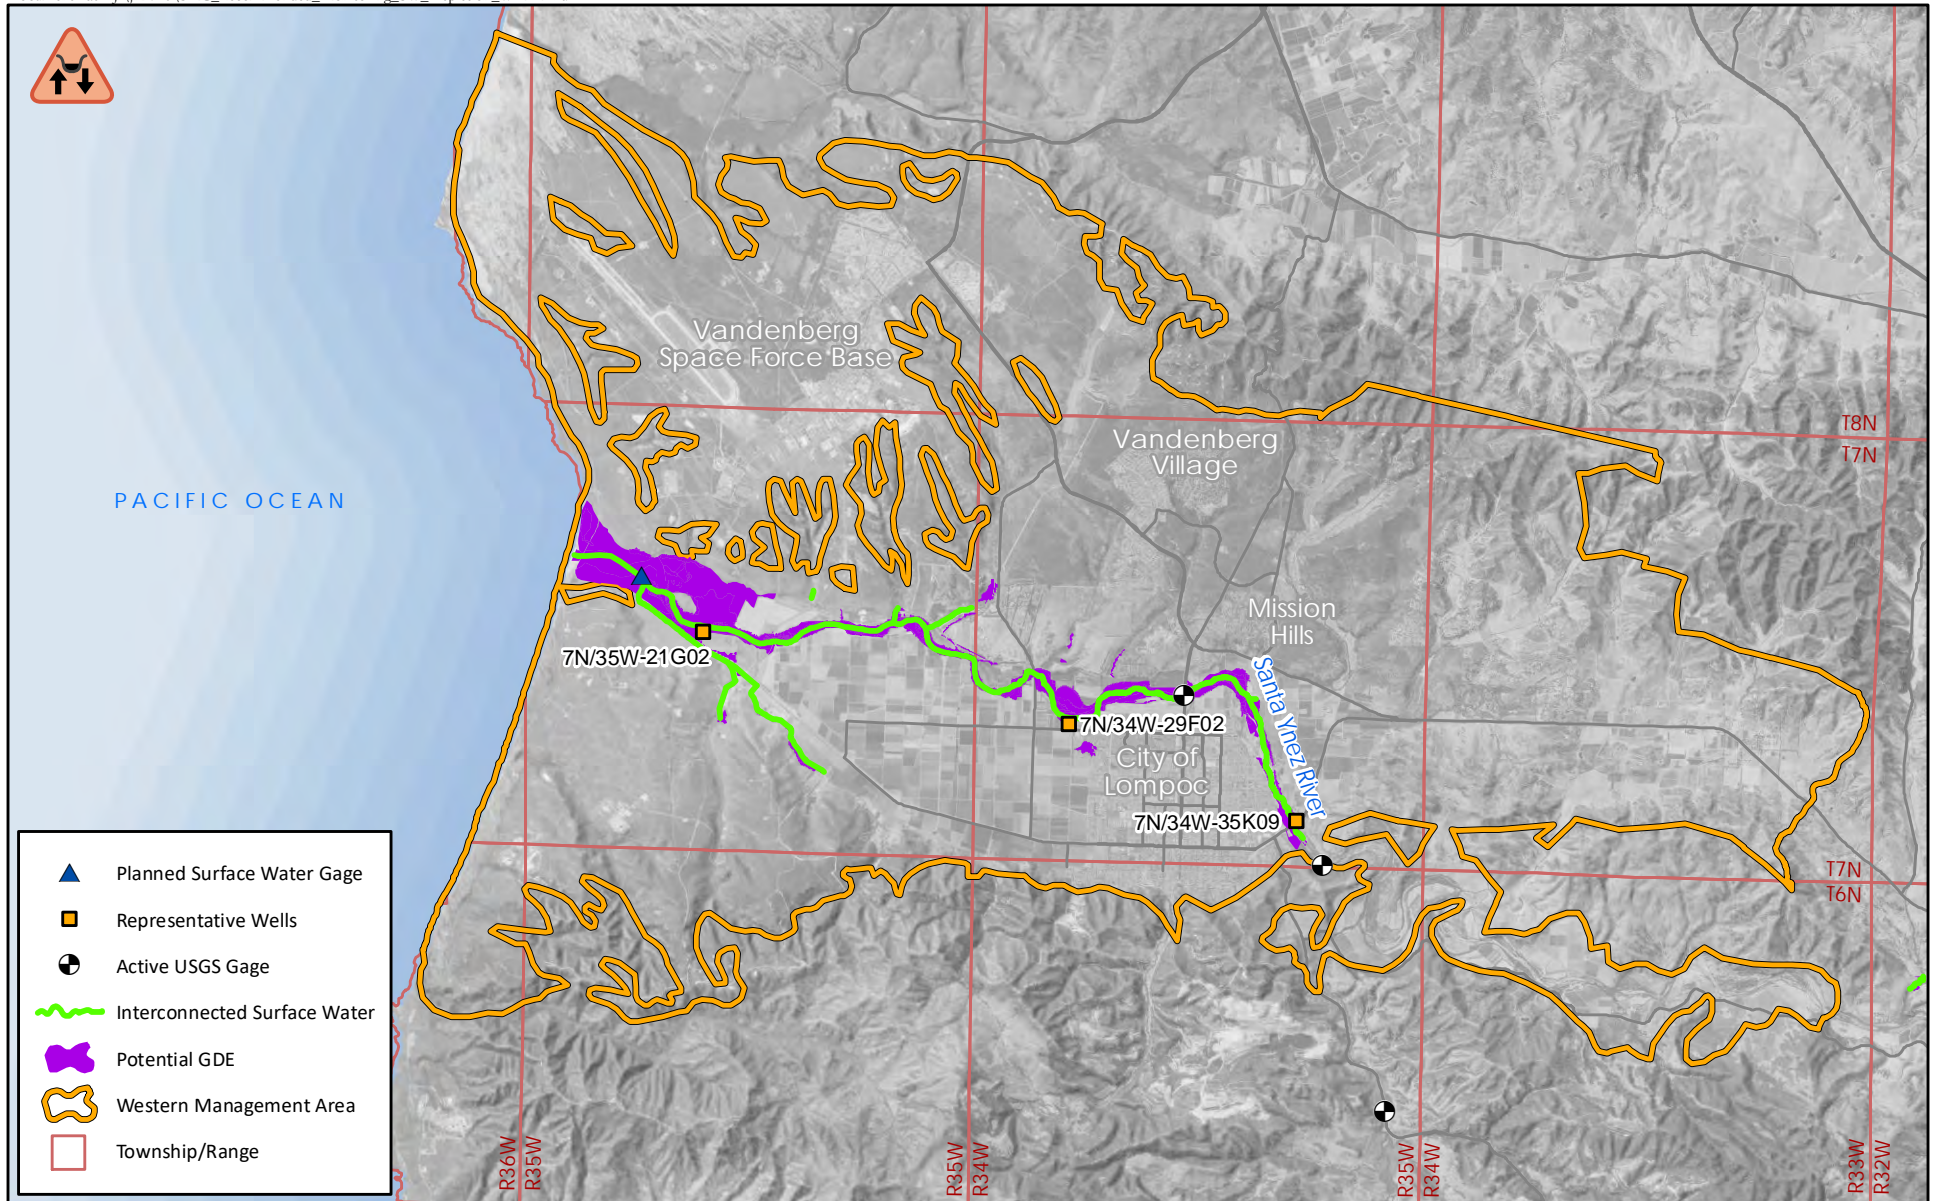 Vandenberg
Space Force Base
Vandenberg
Village
T8N
T7N
PACIFIC OCEAN
Mission
Hills
7N/35W-21G02
Santa Ynez River
7N/34W-29F02
City of
Lompoc
7N/34W-35K09
T7N
T6N
Planned Surface Water Gage
Representative Wells
Active USGS Gage
Interconnected Surface Water
Potential GDE
Western Management Area
Township/Range
R36W
R35W
R35W
R34W
R35W
R34W
R33W
R32W